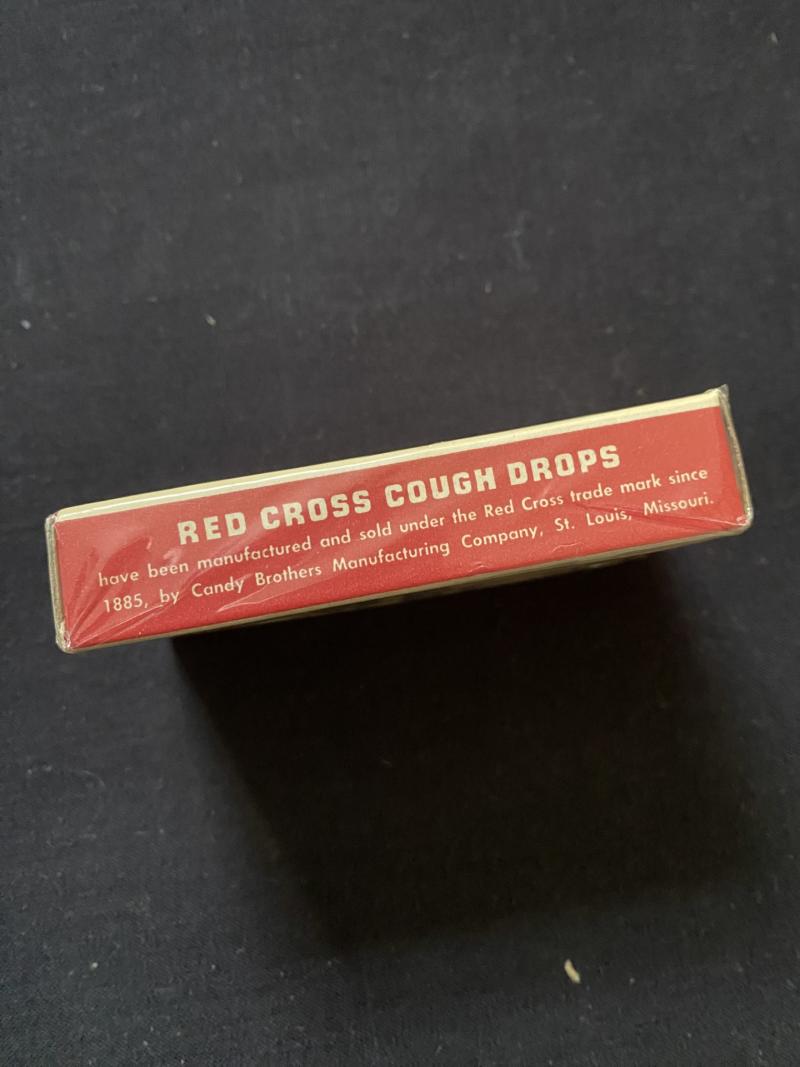 RED CROSS COUGH DROPS
have been manufactured and sold under the Red Cross trade mark since
1885, by Candy Brothers Manufacturing Company, St. Louis, Missouri.